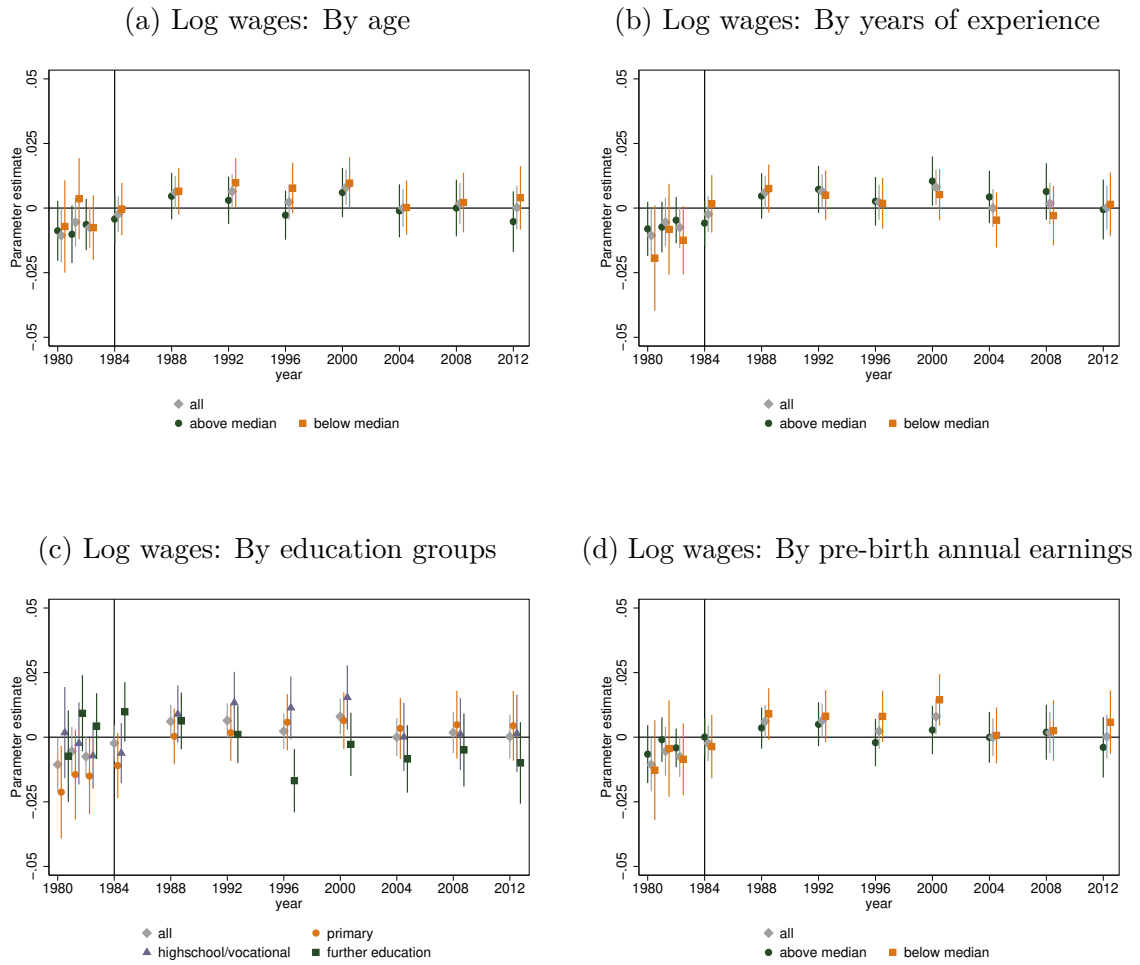 (a) Log wages: By age
(b) Log wages: By years of experience
Parameter estimate
.05
.025
0
-.025
-.05
1980 1984 1988 1992 1996 2000 2004 2008 2012
year
all
above median below median
Parameter estimate
.05
.025
0
-.025
-.05
1980 1984 1988 1992 1996 2000 2004 2008 2012
year
all
above median below median
(c) Log wages: By education groups
(d) Log wages: By pre-birth annual earnings
Parameter estimate
.05
.025
0
-.025
-.05
1980 1984 1988 1992 1996 2000 2004 2008 2012
year
all primary
highschool/vocational further education
Parameter estimate
.05
.025
0
-.025
-.05
1980 1984 1988 1992 1996 2000 2004 2008 2012
year
all
above median below median